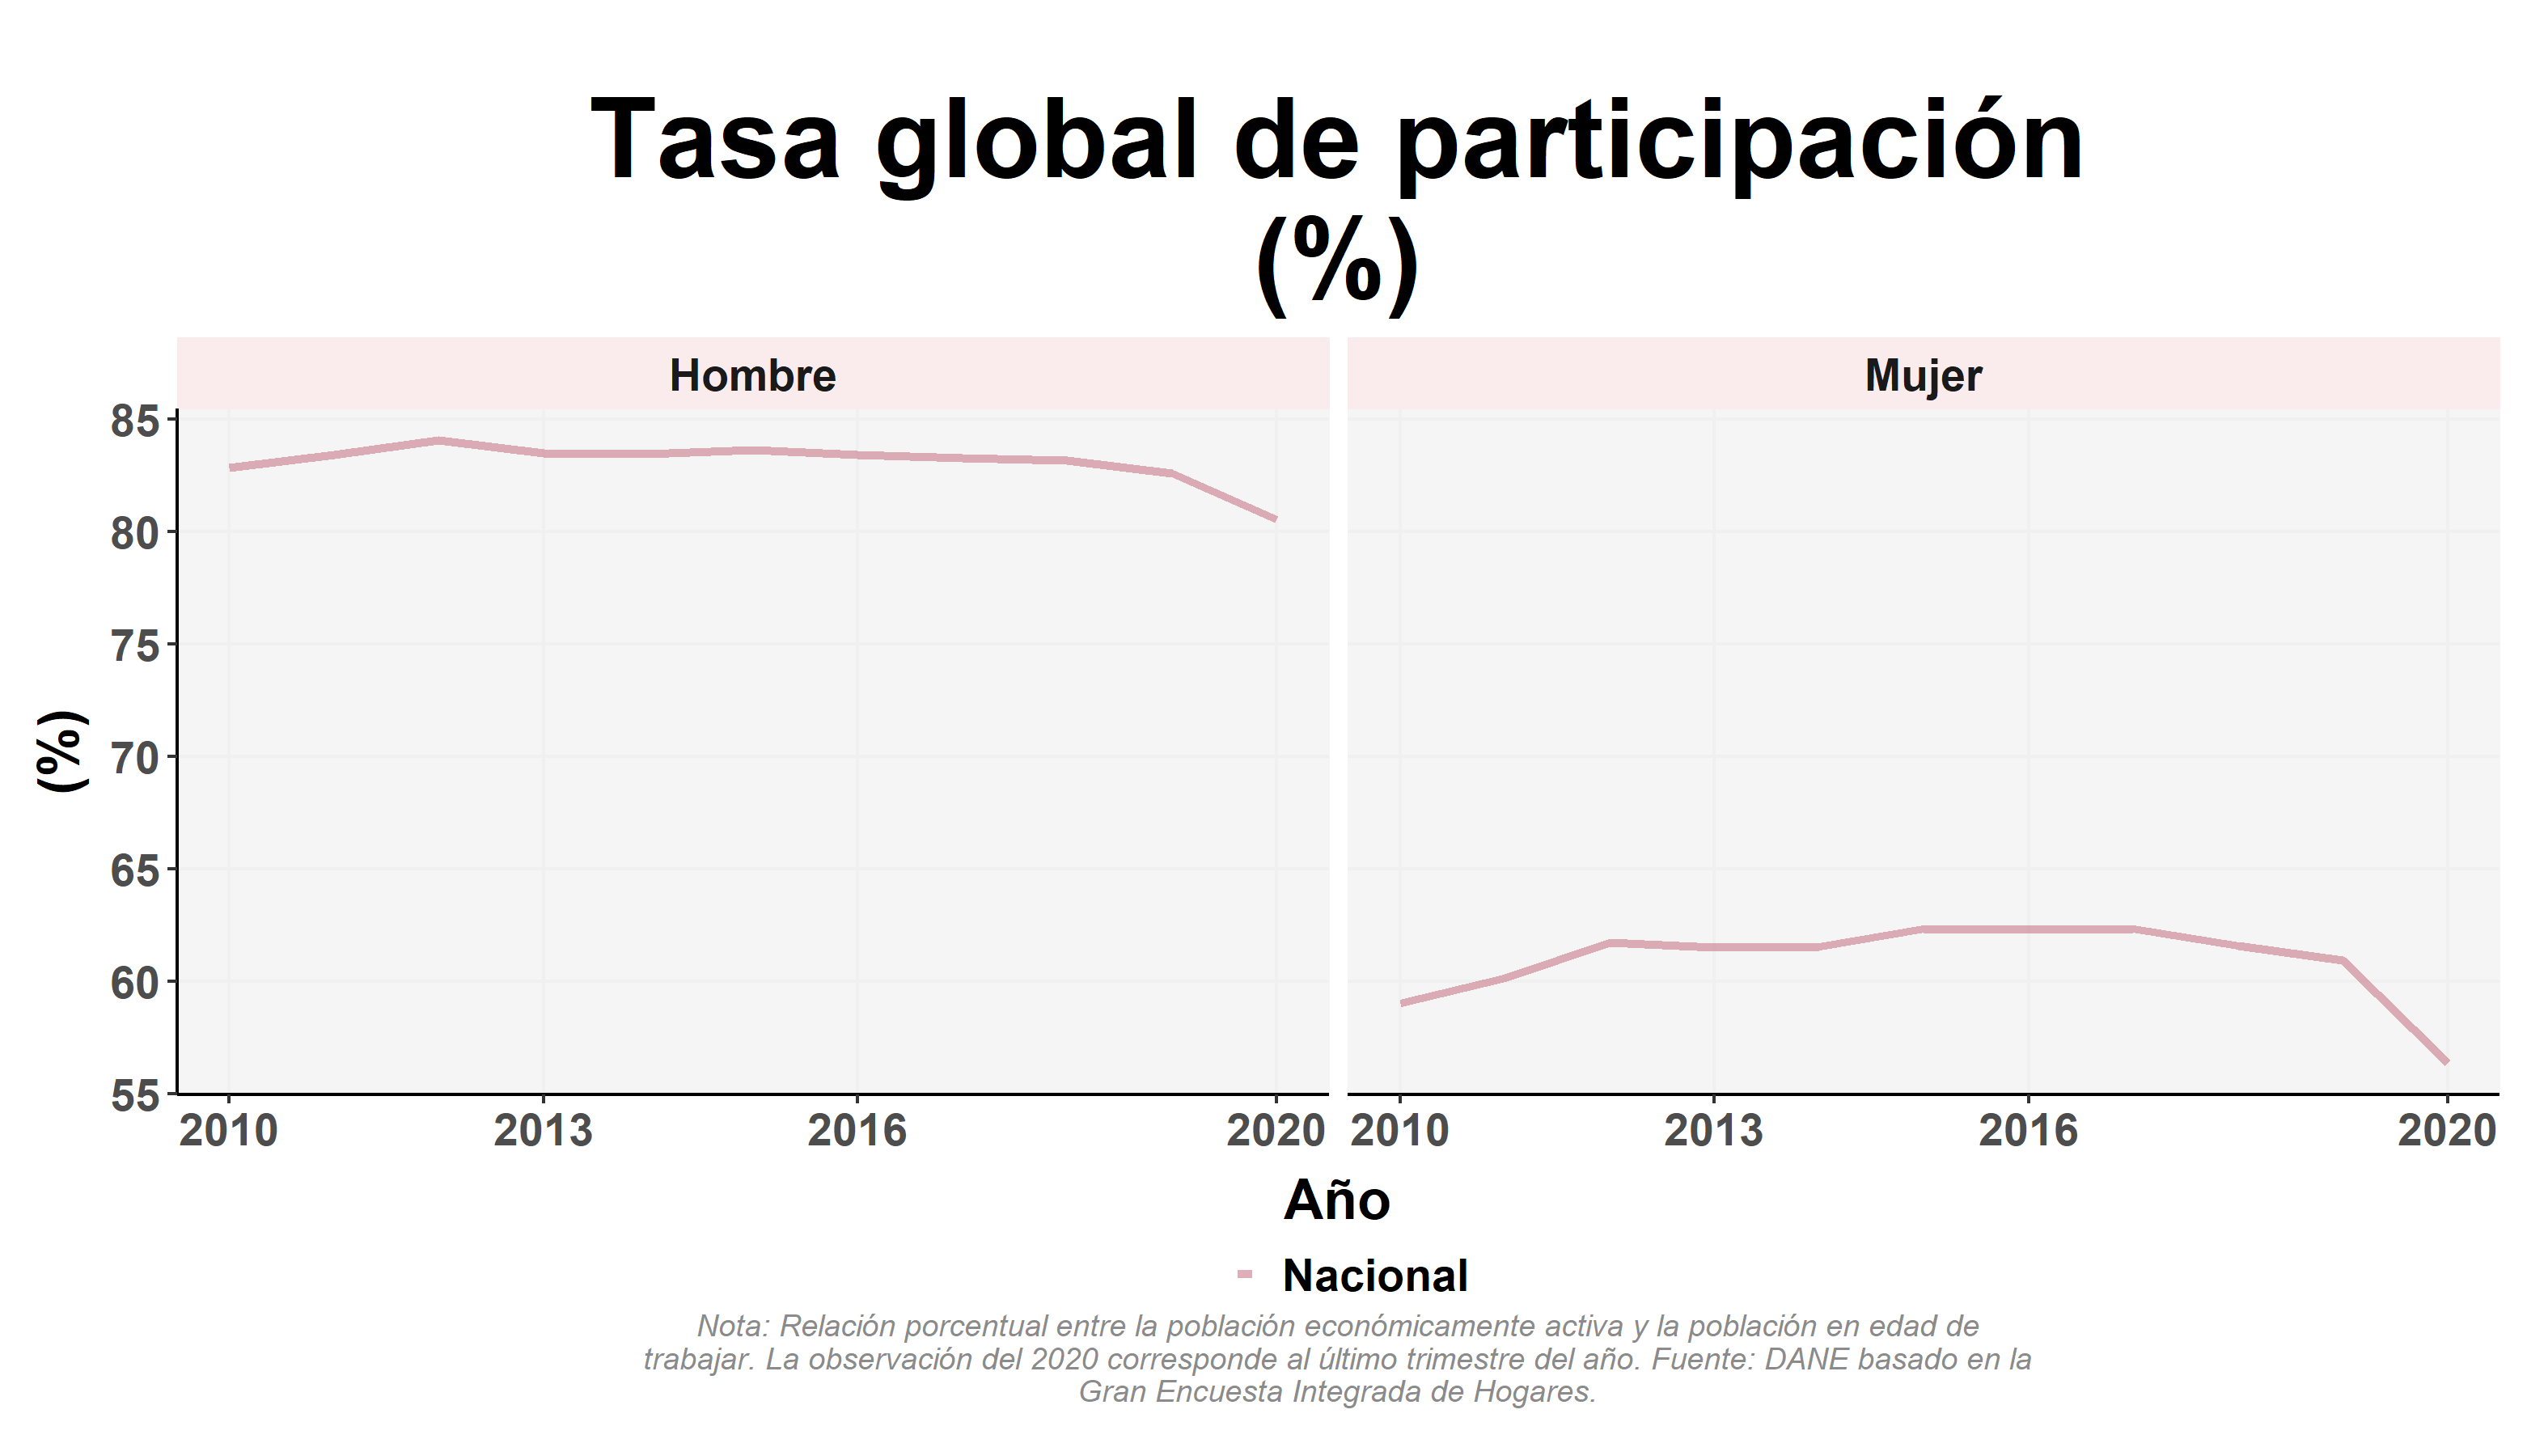 Tasa global de participación
(%)
Hombre
Mujer
85
80
75
70
65
60
55
(%)
2010 2013 2016 2020 2010 2013 2016 2020
Año
Nacional
Nota: Relación porcentual entre la población económicamente activa y la población en edad de
trabajar. La observación del 2020 corresponde al último trimestre del año. Fuente: DANE basado en la
Gran Encuesta Integrada de Hogares.